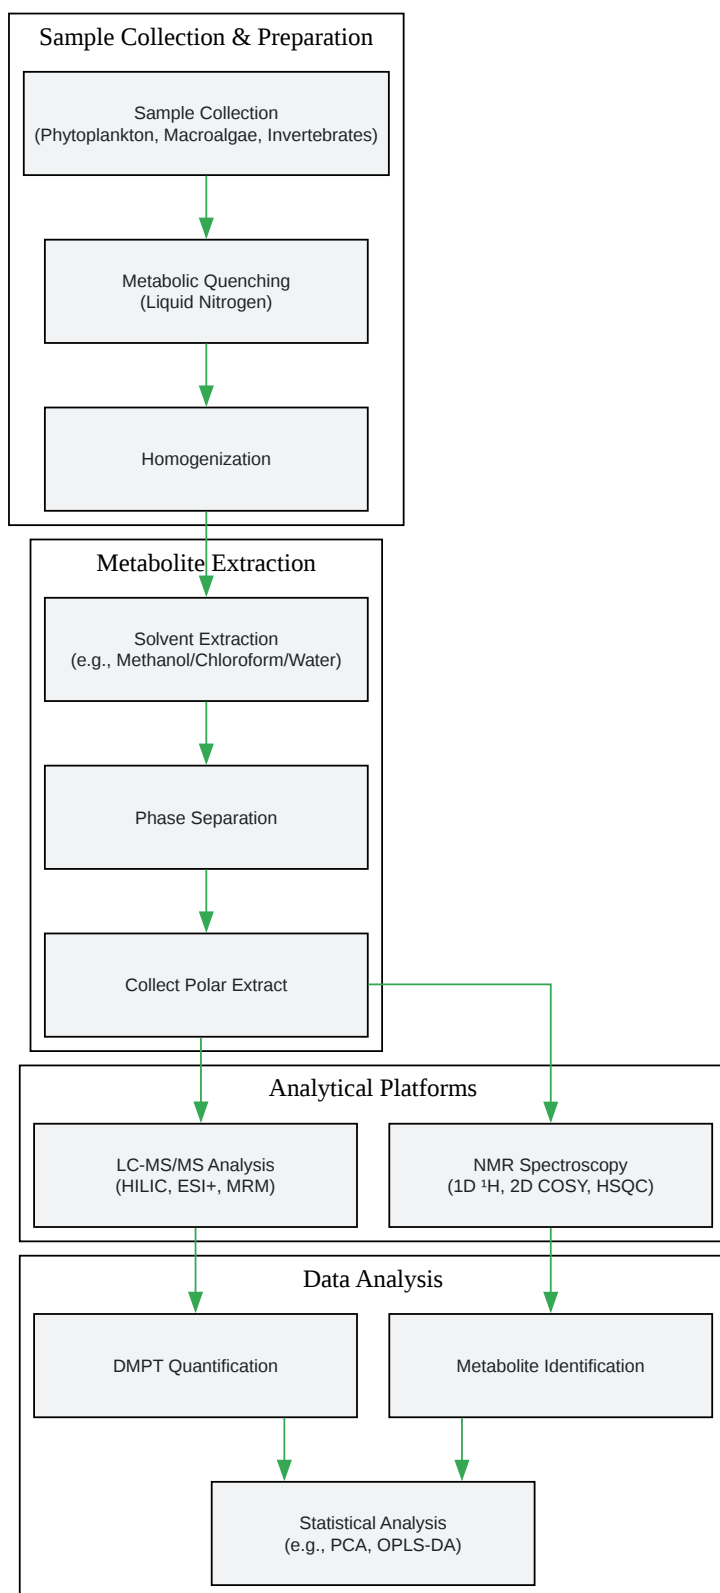 Sample Collection & Preparation
Sample Collection
(Phytoplankton, Macroalgae, Invertebrates)
Metabolic Quenching
(Liquid Nitrogen)
Homogenization
Metabolite Extraction
Solvent Extraction
(e.g., Methanol/Chloroform/Water)
Phase Separation
Collect Polar Extract
Analytical Platforms
LC-MS/MS Analysis
(HILIC, ESI+, MRM)
NMR Spectroscopy
(1D ¹H, 2D COSY, HSQC)
Data Analysis
DMPT Quantification
Metabolite Identification
Statistical Analysis
(e.g., PCA, OPLS-DA)